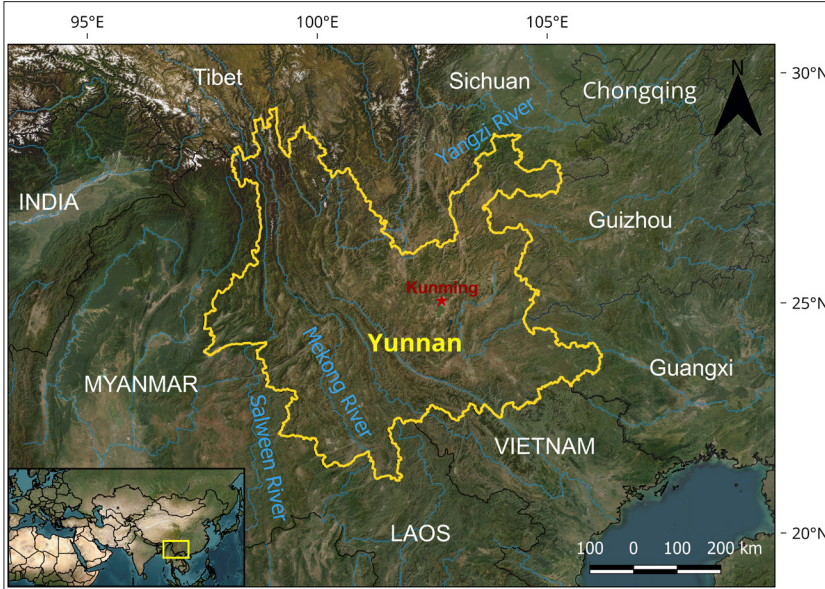 95°E
100°E
105°E
30°N
25°N
20°N
N
Tibet
Sichuan
Chongqing
Yangzi River
INDIA
Guizhou
Kunming
Yunnan
Mekong River
Guangxi
MYANMAR
Salween River
VIETNAM
LAOS
100 0 100 200 km